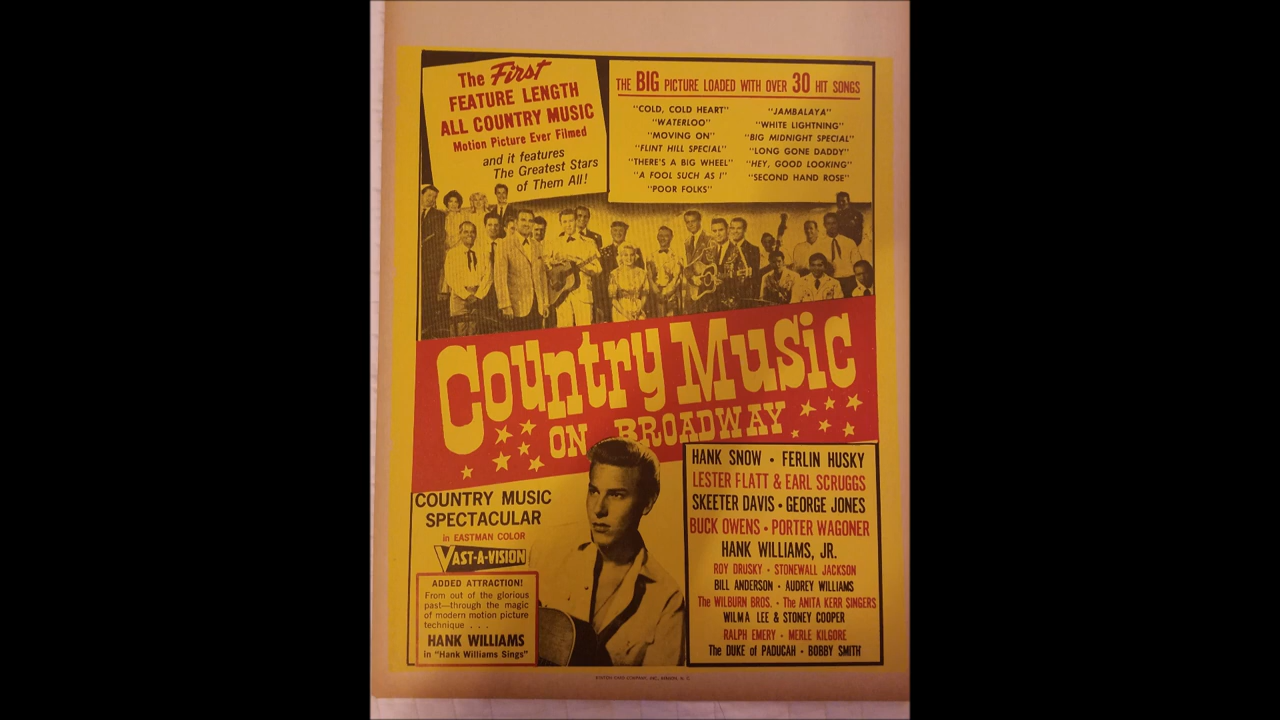 The First
FEATURE LENGTH
ALL COUNTRY MUSIC
Motion Picture Ever Filmed
and it features
The Greatest Stars
of Them All!
THE BIG PICTURE LOADED WITH OVER 30 HIT SONGS
"COLD, COLD HEART"
"WATERLOO"
"MOVING ON"
"FLINT HILL SPECIAL"
"THERE'S A BIG WHEEL"
"A FOOL SUCH AS I"
"POOR FOLKS"
"JAMBALAYA"
"WHITE LIGHTNING"
"BIG MIDNIGHT SPECIAL"
"LONG GONE DADDY"
"HEY, GOOD LOOKING"
"SECOND HAND ROSE"
Country Music
ON BROADWAY
COUNTRY MUSIC
SPECTACULAR
in EASTMAN COLOR
VAST-A-VISION
ADDED ATTRACTION!
From out of the glorious
past—through the magic
of modern motion picture
technique . . .
HANK WILLIAMS
in "Hank Williams Sings"
HANK SNOW • FERLIN HUSKY
LESTER FLATT & EARL SCRUGGS
SKEETER DAVIS • GEORGE JONES
BUCK OWENS • PORTER WAGONER
HANK WILLIAMS, JR.
ROY DRUSKY • STONEWALL JACKSON
BILL ANDERSON • AUDREY WILLIAMS
The WILBURN BROS. • The ANITA KERR SINGERS
WILMA LEE & STONEY COOPER
RALPH EMERY • MERLE KILGORE
The DUKE of PADUCAH • BOBBY SMITH